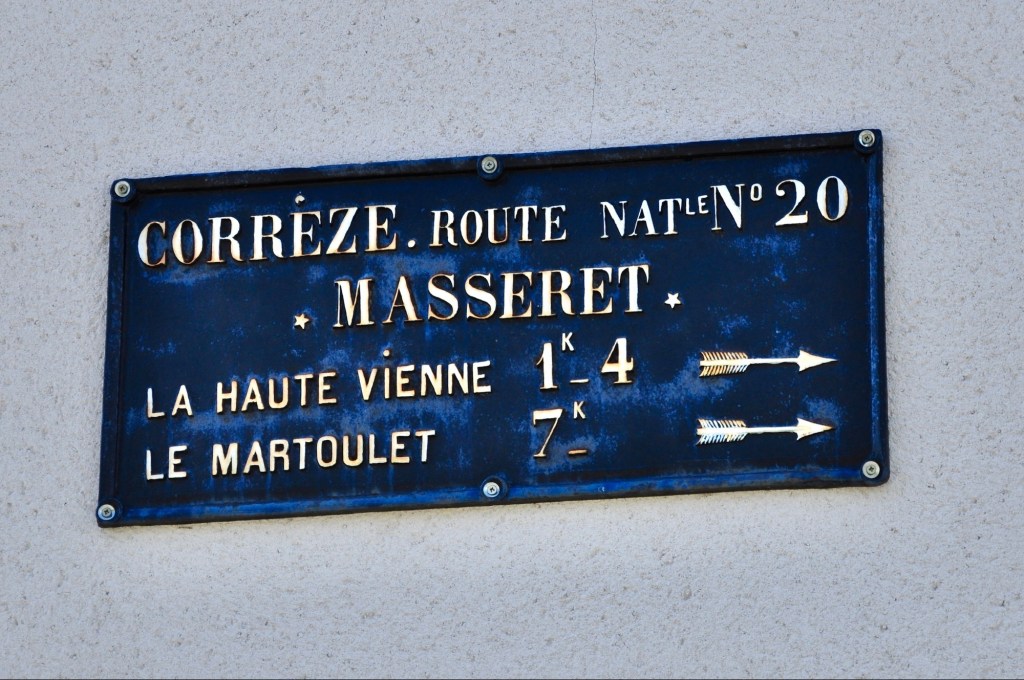 CORRÈZE. ROUTE NATLE No 20
* MASSERET *
LA HAUTE VIENNE 1K_4
LE MARTOULET 7K_